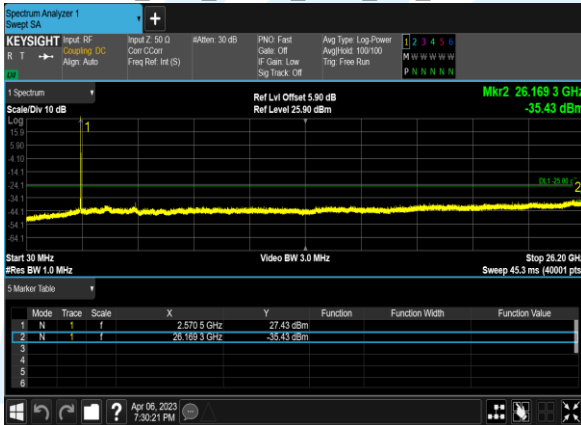 Spectrum Analyzer 1
Swept SA
KEYSIGHT
R T
LV
Input: RF
Coupling: DC
Align: Auto
Input Z: 50 Ω
Corr CCorr
Freq Ref: Int (S)
#Atten: 30 dB
PNO: Fast
Gate: Off
IF Gain: Low
Sig Track: Off
Avg Type: Log-Power
Avg|Hold: 100/100
Trig: Free Run
1 2 3 4 5 6
M W W W W W
P N N N N N
1 Spectrum
Scale/Div 10 dB
Ref Lvl Offset 5.90 dB
Ref Level 25.90 dBm
Mkr2 26.169 3 GHz
-35.43 dBm
Log
15.9
5.90
-4.10
-14.1
-24.1
-34.1
-44.1
-54.1
-64.1
1
DL1 -25.00
2
Start 30 MHz
#Res BW 1.0 MHz
Video BW 3.0 MHz
Stop 26.20 GHz
Sweep 45.3 ms (40001 pts
5 Marker Table
Mode Trace Scale X Y Function Function Width Function Value
1 N 1 f 2.570 5 GHz 27.43 dBm
2 N 1 f 26.169 3 GHz -35.43 dBm
3
4
5
6
Apr 06, 2023
7:30:21 PM